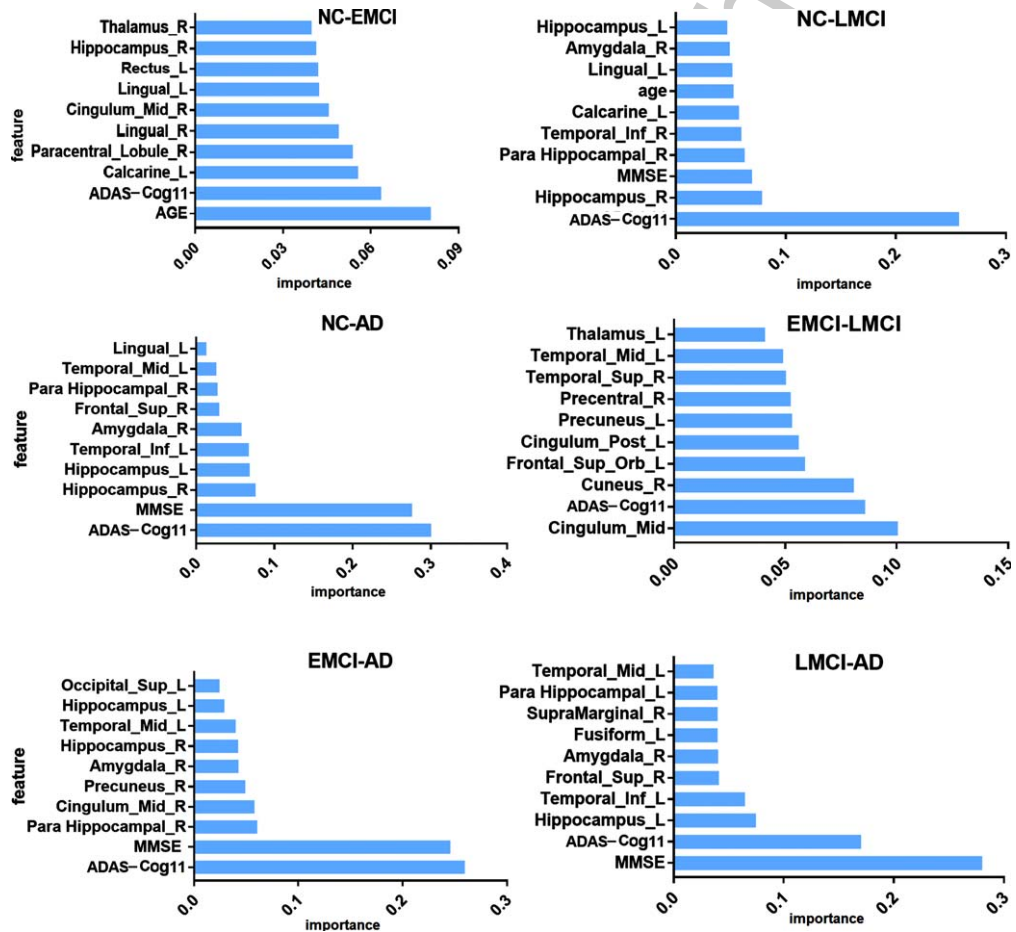 NC-EMCI
feature
Thalamus_R
Hippocampus_R
Rectus_L
Lingual_L
Cingulum_Mid_R
Lingual_R
Paracentral_Lobule_R
Calcarine_L
ADAS-Cog11
AGE
0.00 0.03 0.06 0.09
importance
NC-LMCI
Hippocampus_L
Amygdala_R
Lingual_L
age
Calcarine_L
Temporal_Inf_R
Para Hippocampal_R
MMSE
Hippocampus_R
ADAS-Cog11
0.0 0.1 0.2 0.3
importance
NC-AD
feature
Lingual_L
Temporal_Mid_L
Para Hippocampal_R
Frontal_Sup_R
Amygdala_R
Temporal_Inf_L
Hippocampus_L
Hippocampus_R
MMSE
ADAS-Cog11
0.0 0.1 0.2 0.3 0.4
importance
EMCI-LMCI
Thalamus_L
Temporal_Mid_L
Temporal_Sup_R
Precentral_R
Precuneus_L
Cingulum_Post_L
Frontal_Sup_Orb_L
Cuneus_R
ADAS-Cog11
Cingulum_Mid
0.00 0.05 0.10 0.15
importance
EMCI-AD
feature
Occipital_Sup_L
Hippocampus_L
Temporal_Mid_L
Hippocampus_R
Amygdala_R
Precuneus_R
Cingulum_Mid_R
Para Hippocampal_R
MMSE
ADAS-Cog11
0.0 0.1 0.2 0.3
importance
LMCI-AD
Temporal_Mid_L
Para Hippocampal_L
SupraMarginal_R
Fusiform_L
Amygdala_R
Frontal_Sup_R
Temporal_Inf_L
Hippocampus_L
ADAS-Cog11
MMSE
0.0 0.1 0.2 0.3
importance